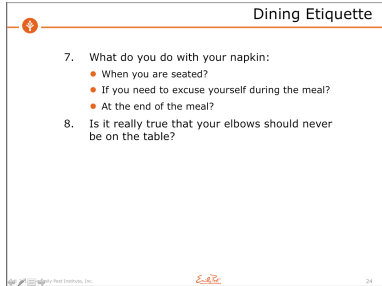 Dining Etiquette
7. What do you do with your napkin:
● When you are seated?
● If you need to excuse yourself during the meal?
● At the end of the meal?
8. Is it really true that your elbows should never
be on the table?
Post Institute, Inc.
Emily Post
24